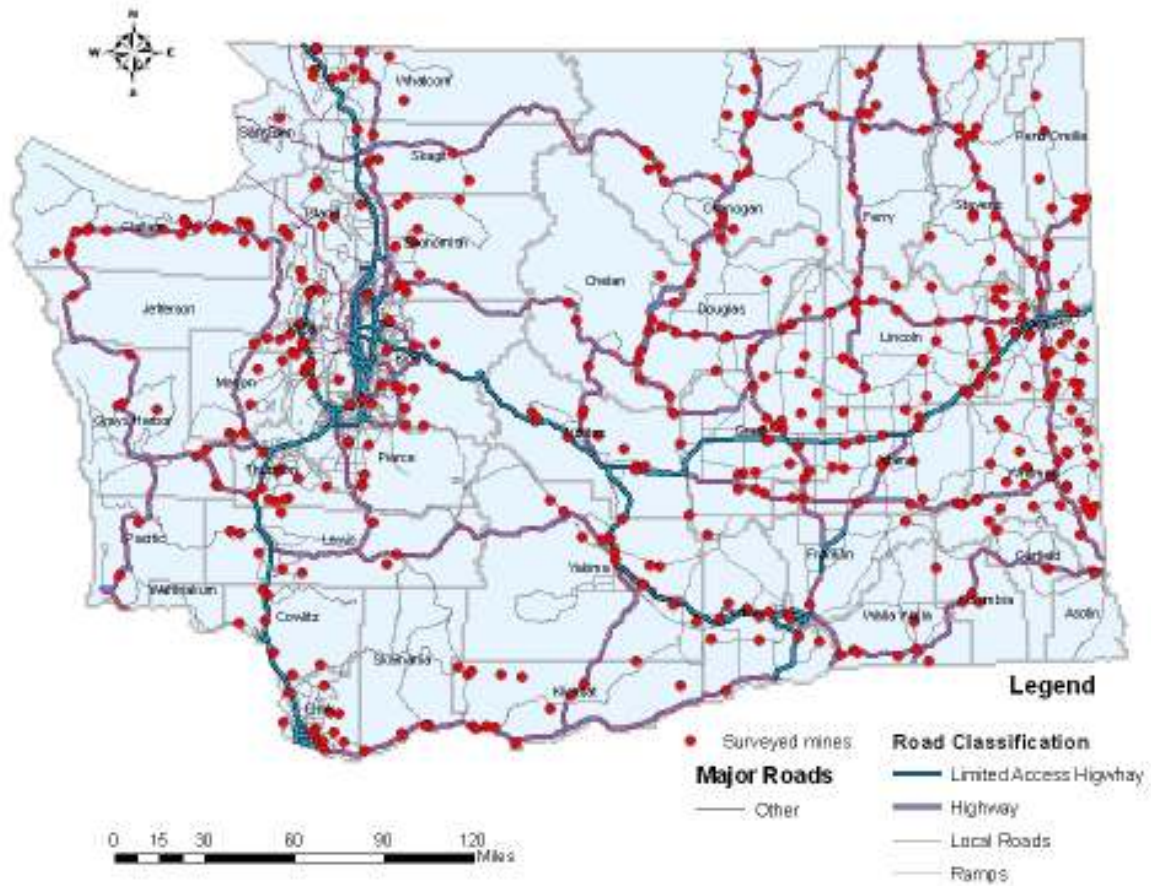 N
W E
S
Whatcom
San Juan
Skagit
Pend Oreille
Island
Okanogan
Ferry
Stevens
Clallam
Snohomish
Chelan
Jefferson
Douglas
Lincoln
Mason
Grays Harbor
Kittitas
Grant
Pierce
Adams
Thurston
Whitman
Pacific
Lewis
Franklin
Garfield
Yakima
Wahkiakum
Cowlitz
Columbia
Walla Walla
Asotin
Skamania
Klickitat
Clark
Legend
Surveyed mines
Road Classification
Major Roads
Limited Access Higwhay
Other
Highway
Local Roads
Ramps
0 15 30 60 90 120
Miles